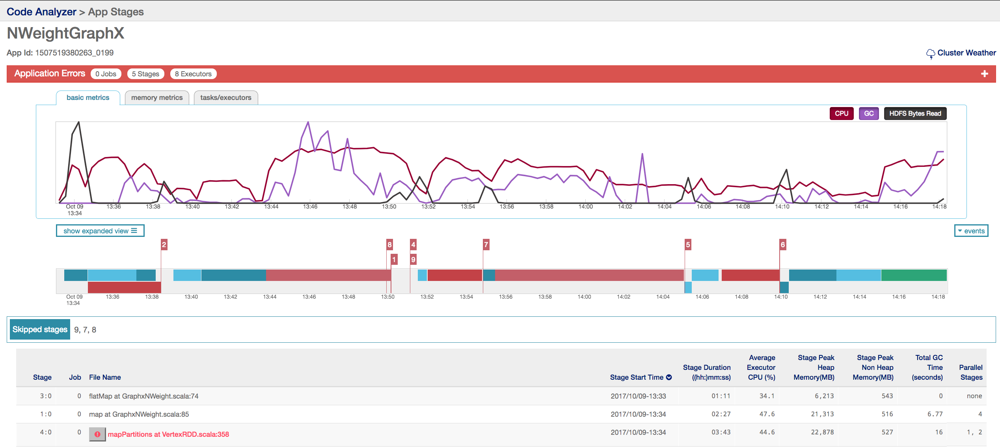 Code Analyzer > App Stages
NWeightGraphX
App Id: 1507519380263_0199
Cluster Weather
Application Errors 0 Jobs 5 Stages 8 Executors +
basic metrics memory metrics tasks/executors
CPU GC HDFS Bytes Read
Oct 09 13:36 13:38 13:40 13:42 13:44 13:46 13:48 13:50 13:52 13:54 13:56 13:58 14:00 14:02 14:04 14:06 14:08 14:10 14:12 14:14 14:16 14:18
13:34
show expanded view
events
2 8 4 7 5 6
1 9
Oct 09 13:36 13:38 13:40 13:42 13:44 13:46 13:48 13:50 13:52 13:54 13:56 13:58 14:00 14:02 14:04 14:06 14:08 14:10 14:12 14:14 14:16 14:18
13:34
Skipped stages 9, 7, 8
Average Stage Peak Stage Peak Total GC
Stage Duration Executor Heap Non Heap Time Parallel
Stage Job File Name Stage Start Time ((hh:)mm:ss) CPU (%) Memory(MB) Memory(MB) (seconds) Stages
3:0 0 flatMap at GraphxNWeight.scala:74 2017/10/09-13:33 01:11 34.1 6,213 543 0 none
1:0 0 map at GraphxNWeight.scala:85 2017/10/09-13:34 02:27 47.6 21,313 516 6.77 4
4:0 0 mapPartitions at VertexRDD.scala:358 2017/10/09-13:34 03:43 44.6 22,878 527 16 1, 2